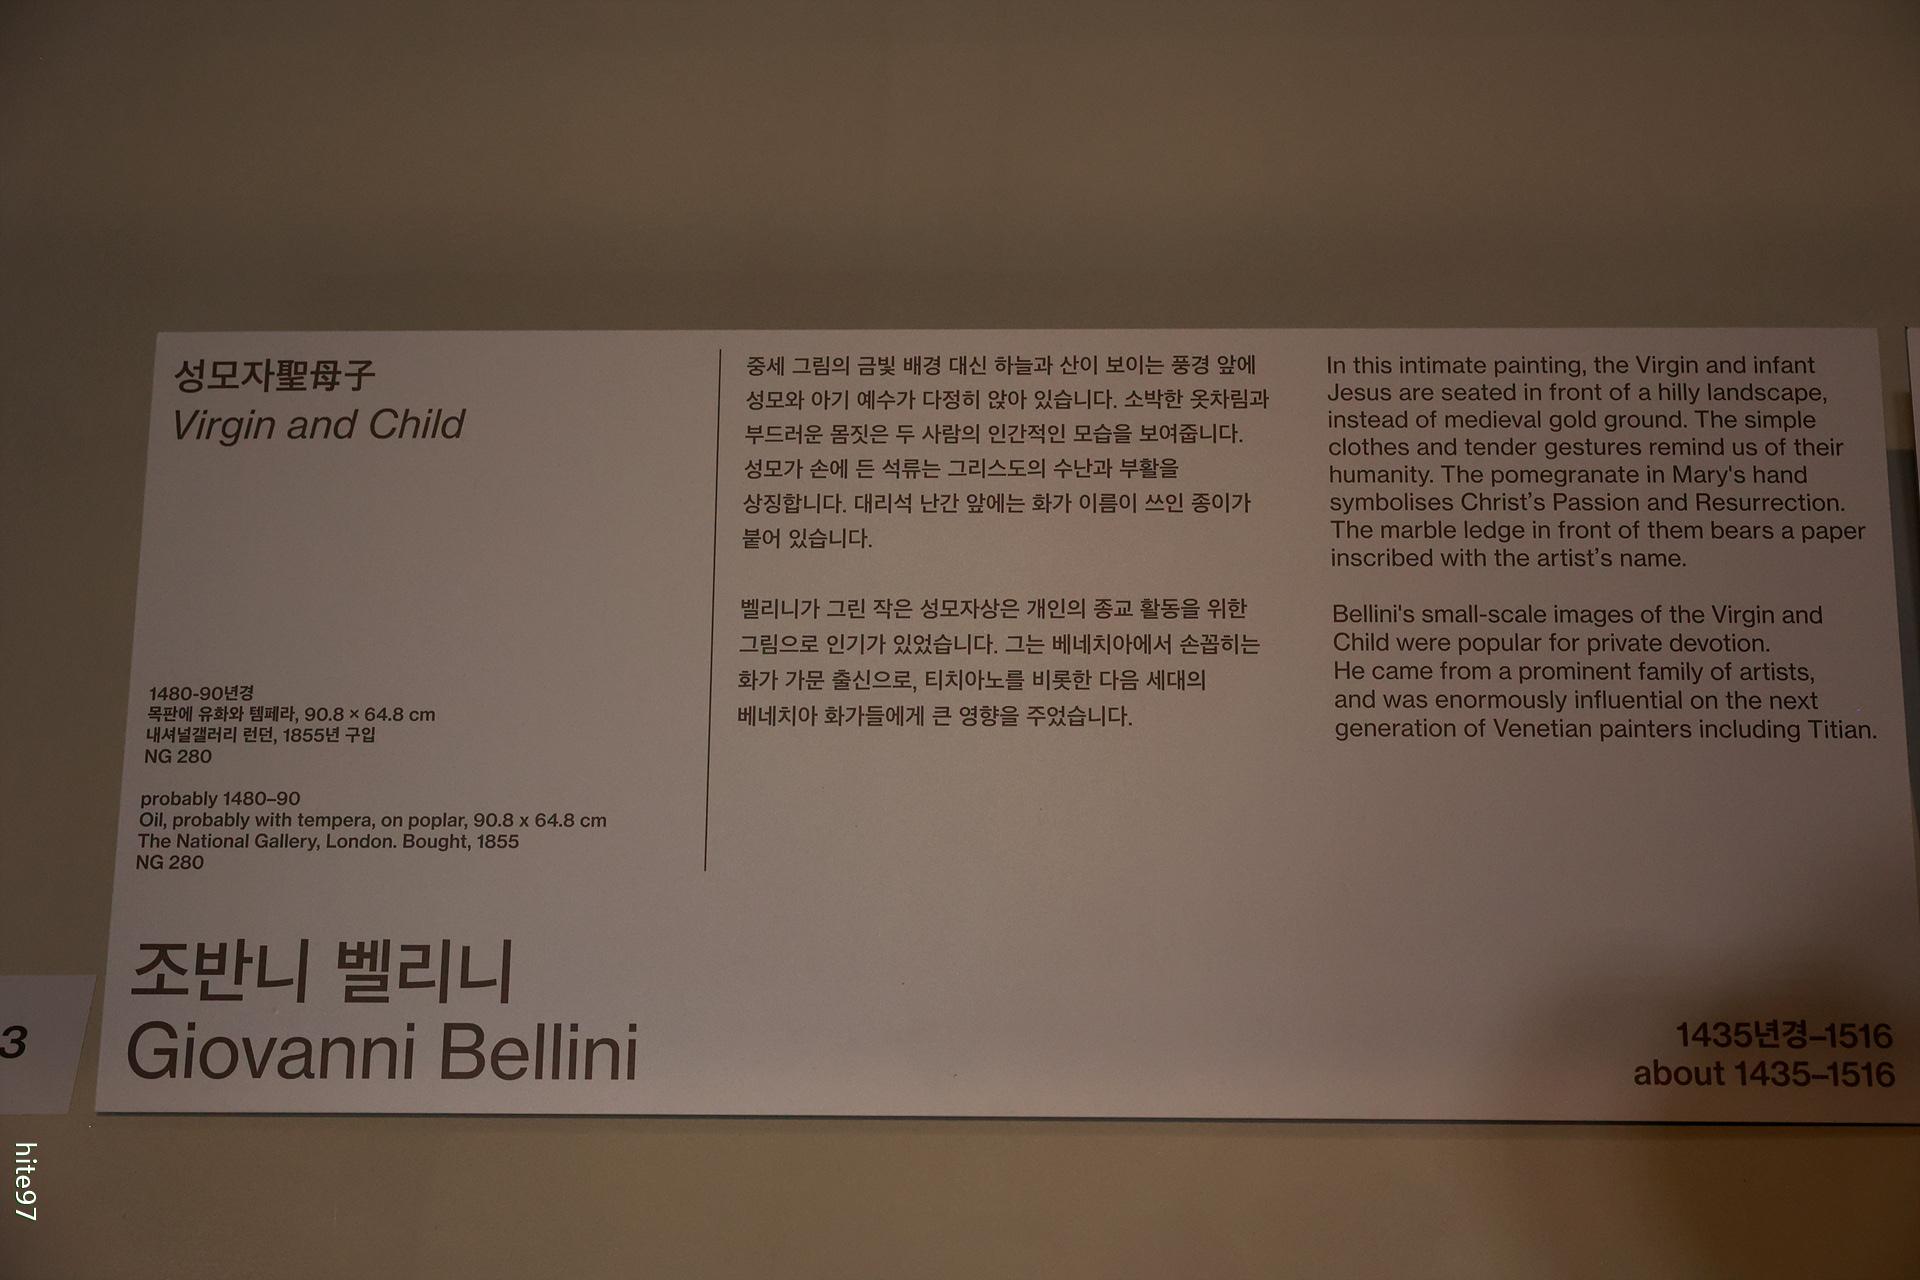 성모자聖母子
Virgin and Child
1480-90년경
목판에 유화와 템페라, 90.8 × 64.8 cm
내셔널갤러리 런던, 1855년 구입
NG 280
probably 1480–90
Oil, probably with tempera, on poplar, 90.8 x 64.8 cm
The National Gallery, London. Bought, 1855
NG 280
중세 그림의 금빛 배경 대신 하늘과 산이 보이는 풍경 앞에
성모와 아기 예수가 다정히 앉아 있습니다. 소박한 옷차림과
부드러운 몸짓은 두 사람의 인간적인 모습을 보여줍니다.
성모가 손에 든 석류는 그리스도의 수난과 부활을
상징합니다. 대리석 난간 앞에는 화가 이름이 쓰인 종이가
붙어 있습니다.
벨리니가 그린 작은 성모자상은 개인의 종교 활동을 위한
그림으로 인기가 있었습니다. 그는 베네치아에서 손꼽히는
화가 가문 출신으로, 티치아노를 비롯한 다음 세대의
베네치아 화가들에게 큰 영향을 주었습니다.
In this intimate painting, the Virgin and infant
Jesus are seated in front of a hilly landscape,
instead of medieval gold ground. The simple
clothes and tender gestures remind us of their
humanity. The pomegranate in Mary's hand
symbolises Christ’s Passion and Resurrection.
The marble ledge in front of them bears a paper
inscribed with the artist’s name.
Bellini's small-scale images of the Virgin and
Child were popular for private devotion.
He came from a prominent family of artists,
and was enormously influential on the next
generation of Venetian painters including Titian.
조반니 벨리니
Giovanni Bellini
1435년경–1516
about 1435–1516
3
hite97